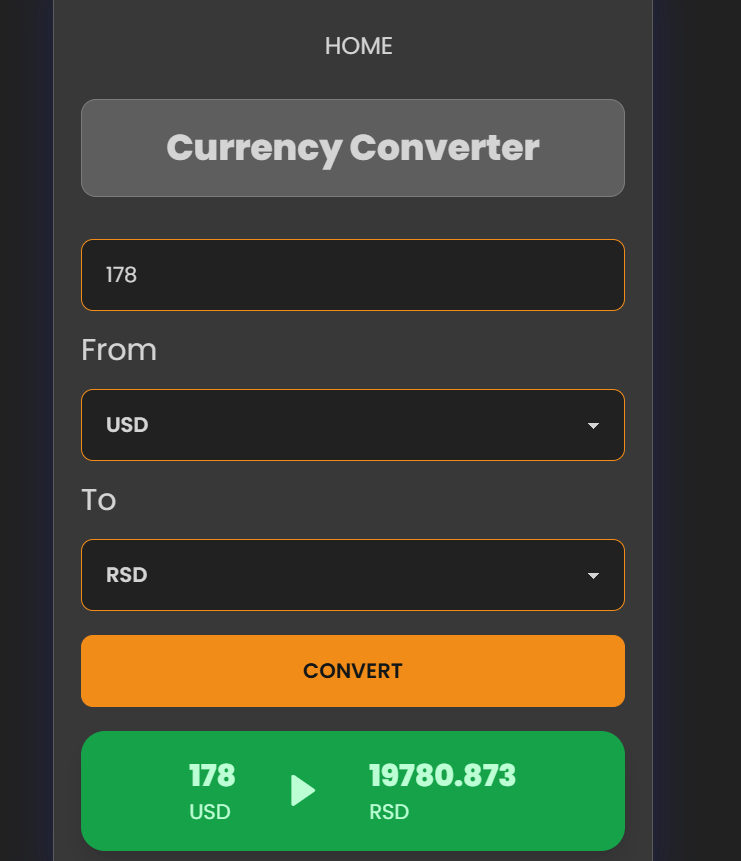 HOME
Currency Converter
178
From
USD
To
RSD
CONVERT
178 19780.873
USD RSD